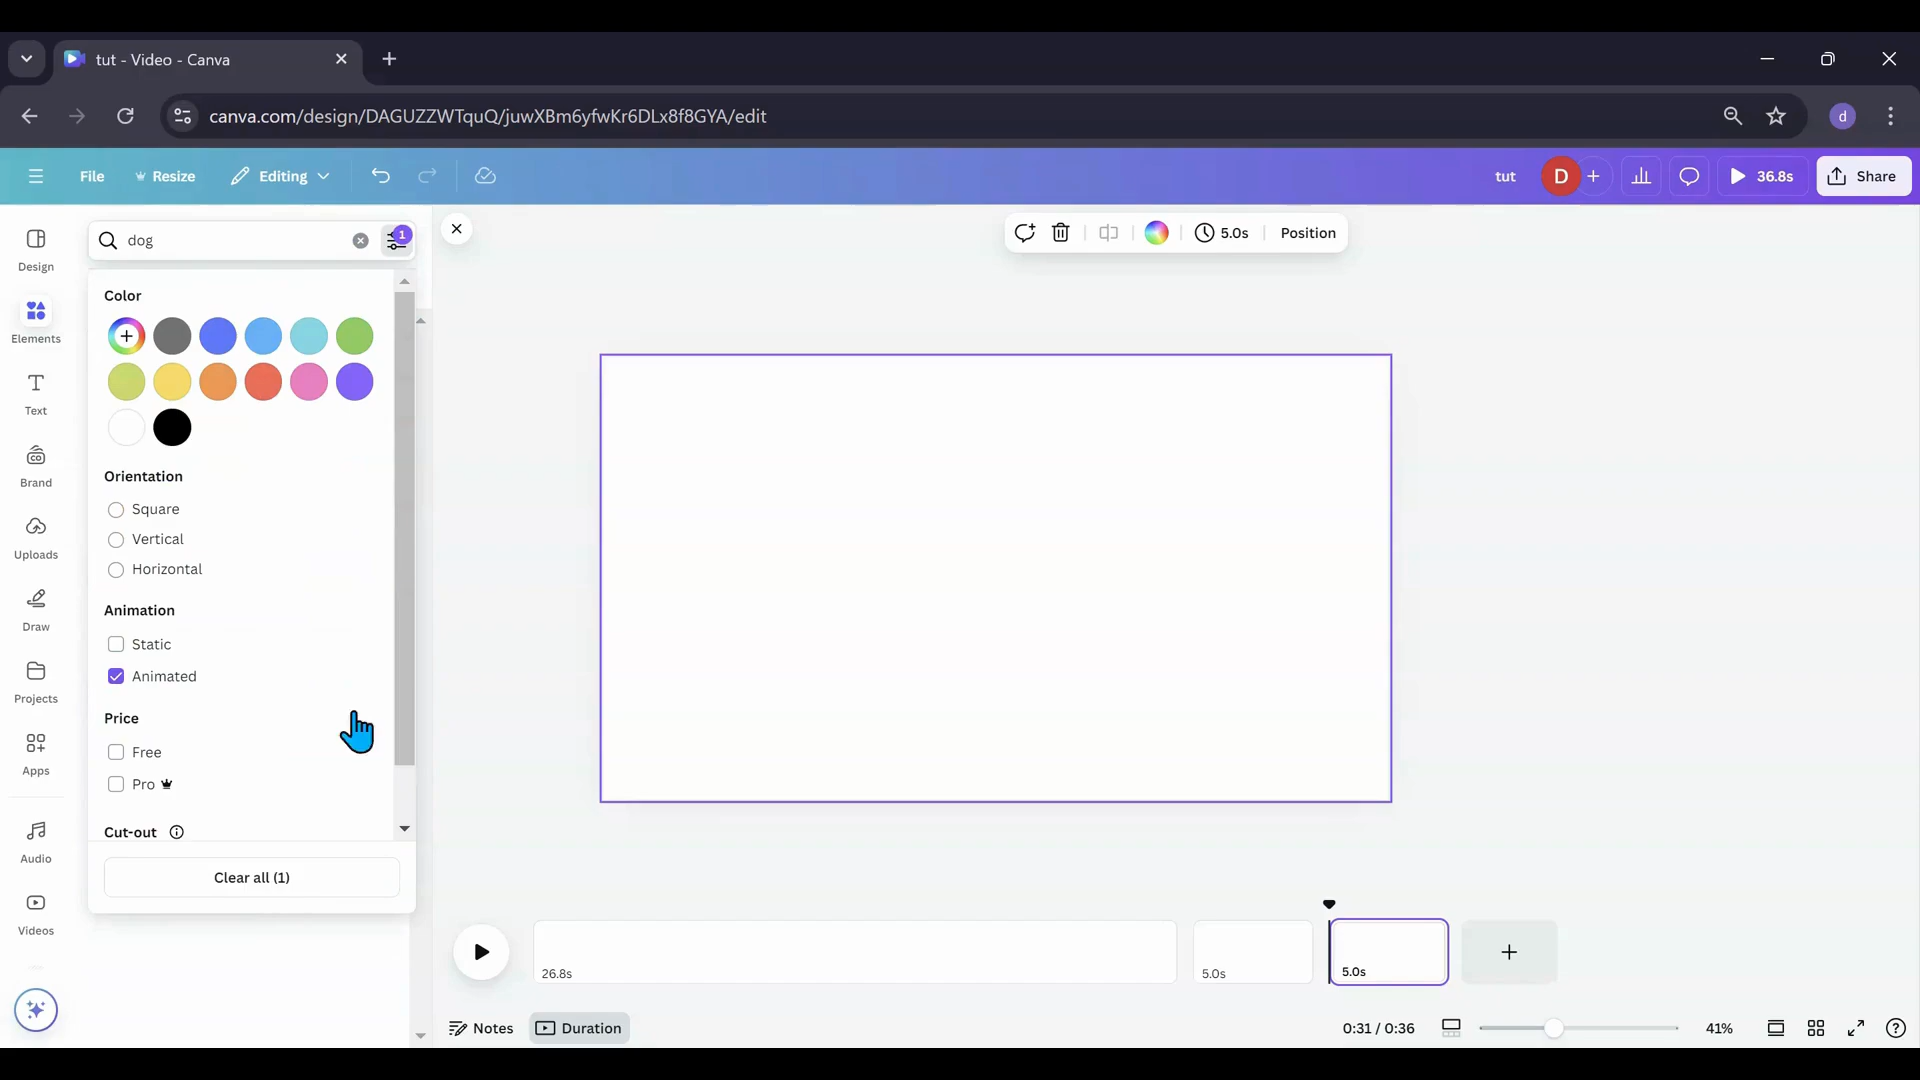 tut - Video - Canva
canva.com/design/DAGUZZWTquQ/juwXBm6yfwKr6DLx8f8GYA/edit
d
File
Resize
Editing
tut
D
36.8s
Share
Design
Elements
Text
Brand
Uploads
Draw
Projects
Apps
Audio
Videos
dog
1
Color
Orientation
Square
Vertical
Horizontal
Animation
Static
Animated
Price
Free
Pro
Cut-out
Clear all (1)
5.0s
Position
26.8s
5.0s
5.0s
Notes
Duration
0:31 / 0:36
41%